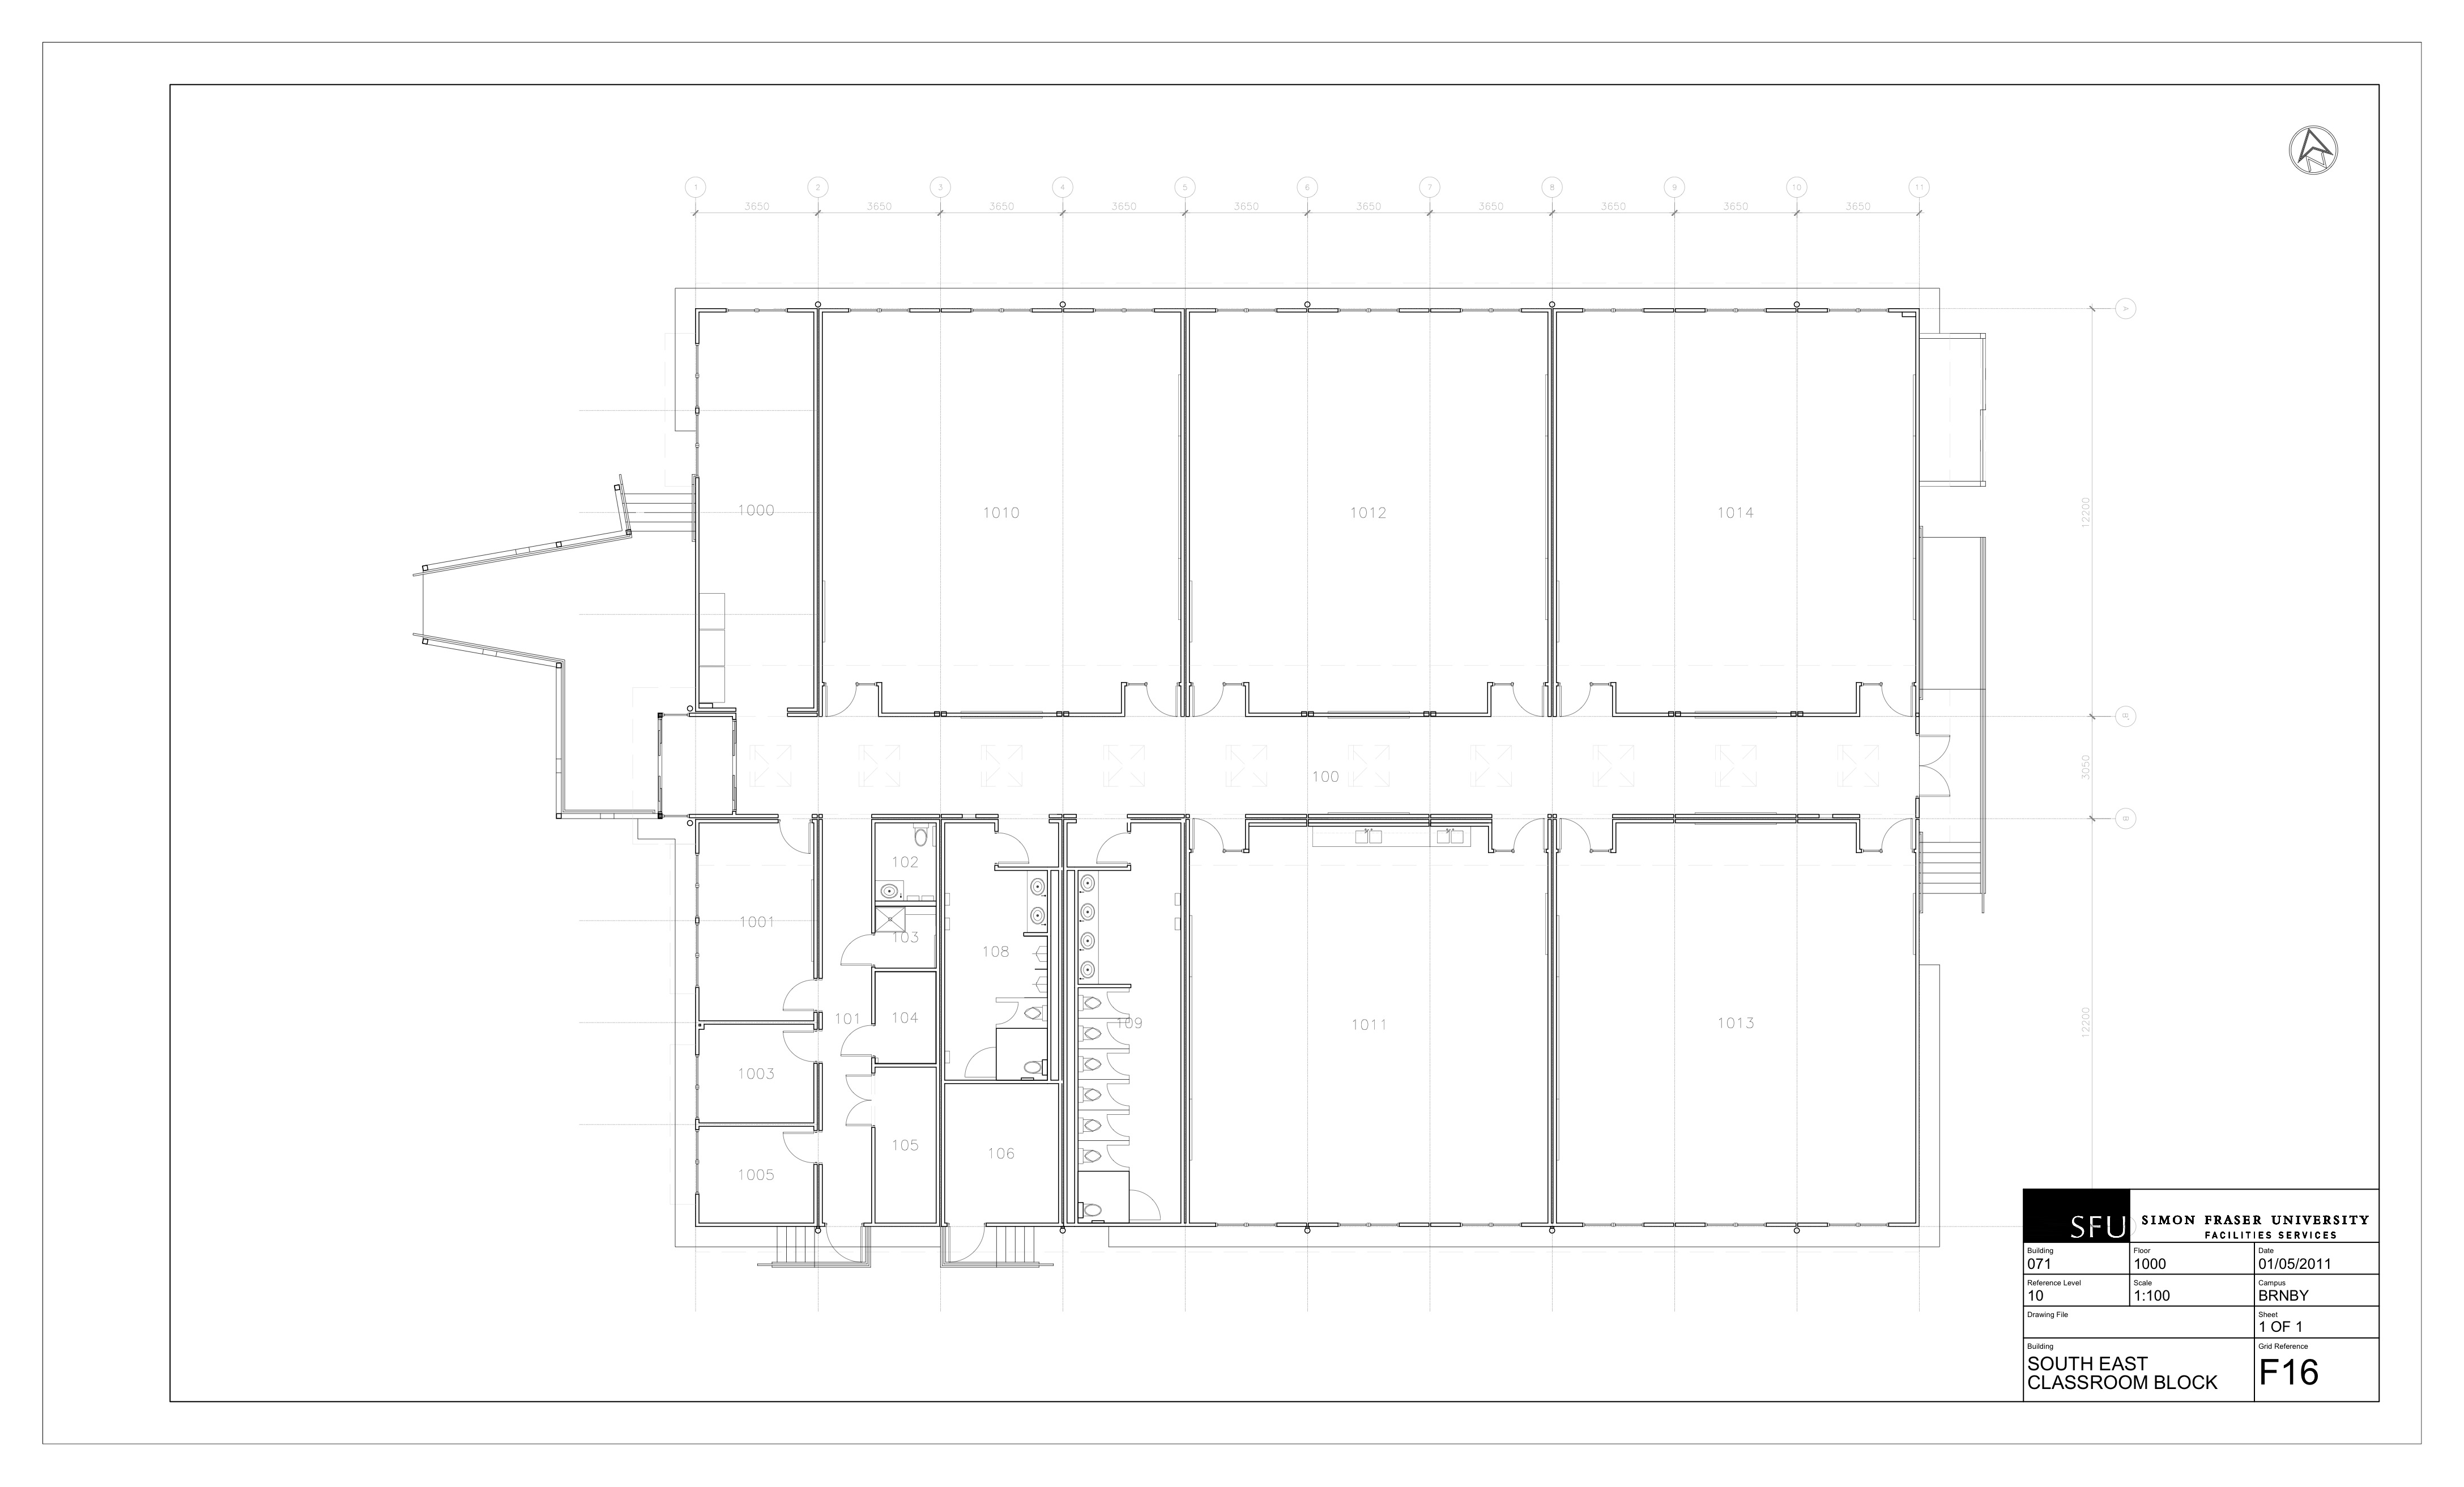 1 2 3 4 5 6 7 8 9 10 11
3650 3650 3650 3650 3650 3650 3650 3650 3650 3650
A
1000 1010 1012 1014
12200
B'
100
3050
B
102
1001
103
108
101 104 109 1011 1013
12200
1003
105
106
1005
SFU SIMON FRASER UNIVERSITY
FACILITIES SERVICES
Building Floor Date
071 1000 01/05/2011
Reference Level Scale Campus
10 1:100 BRNBY
Drawing File Sheet
1 OF 1
Building Grid Reference
SOUTH EAST
CLASSROOM BLOCK
F16